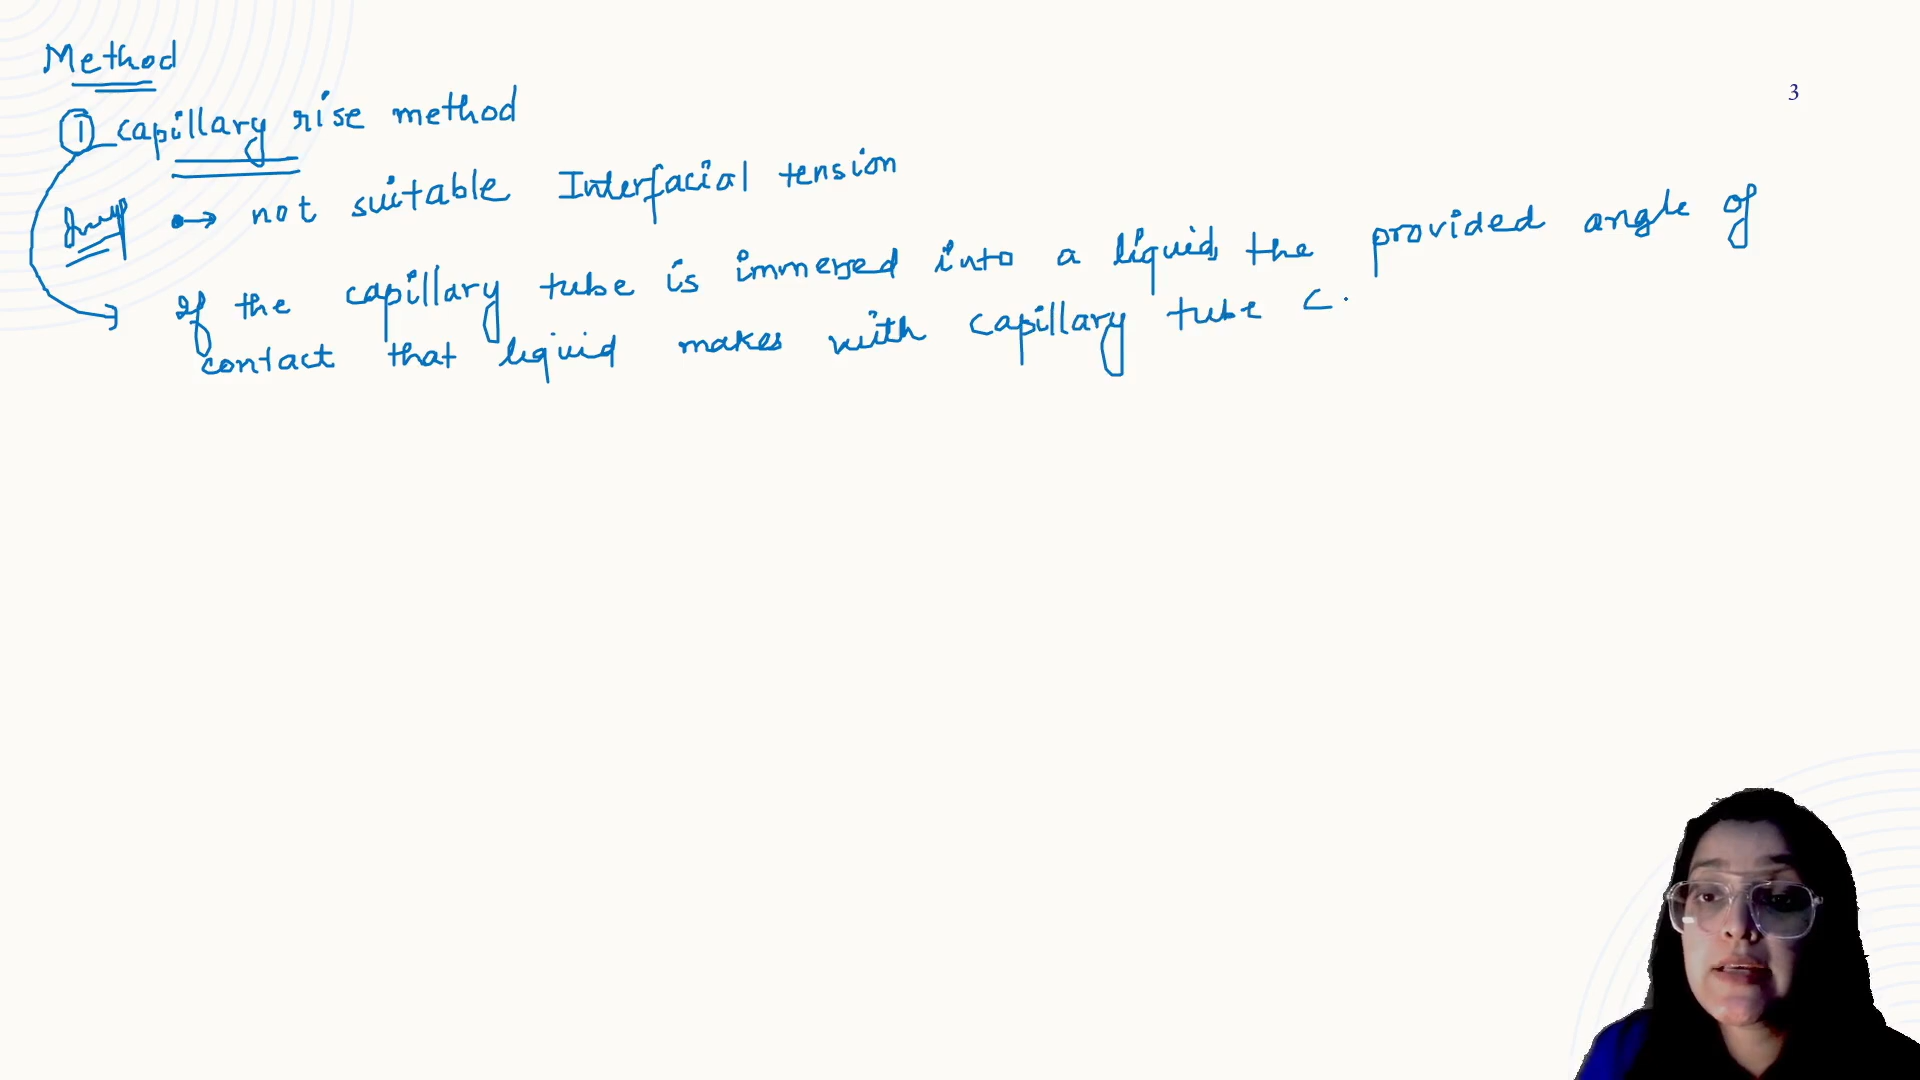 Method
3
① capillary rise method
Imp •→ not suitable Interfacial tension
If the capillary tube is immersed into a liquid, the provided angle of
contact that liquid makes with capillary tube c.